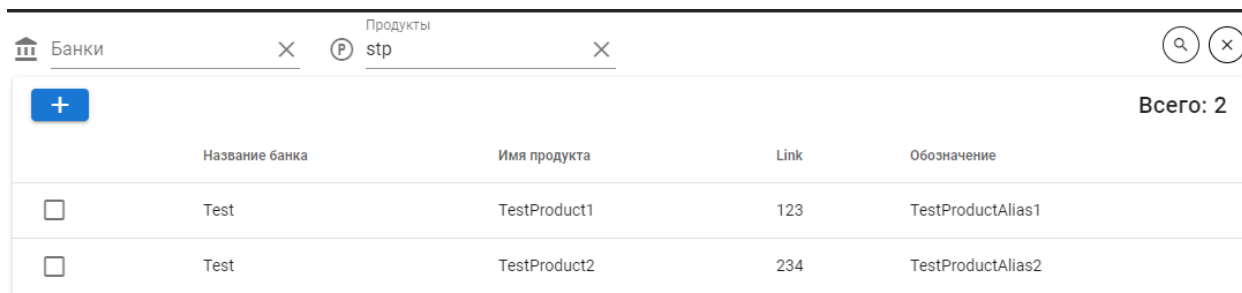 Продукты
Банки stp
Всего: 2
Название банка Имя продукта Link Обозначение
Test TestProduct1 123 TestProductAlias1
Test TestProduct2 234 TestProductAlias2